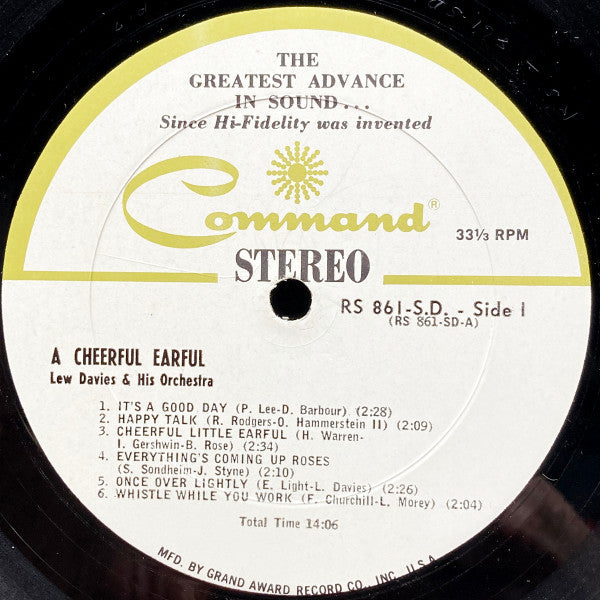 THE
GREATEST ADVANCE
IN SOUND...
Since Hi-Fidelity was invented
Command®
33⅓ RPM
STEREO
RS 861-S.D. - Side 1
(RS 861-SD-A)
A CHEERFUL EARFUL
Lew Davies & His Orchestra
1. IT'S A GOOD DAY (P. Lee-D. Barbour) (2:28)
2. HAPPY TALK (R. Rodgers-O. Hammerstein II) (2:09)
3. CHEERFUL LITTLE EARFUL (H. Warren-
I. Gershwin-B. Rose) (2:34)
4. EVERYTHING'S COMING UP ROSES
(S. Sondheim-J. Styne) (2:10)
5. ONCE OVER LIGHTLY (E. Light-L. Davies) (2:26)
6. WHISTLE WHILE YOU WORK (F. Churchill-L. Morey) (2:04)
Total Time 14:06
MFD. BY GRAND AWARD RECORD CO., INC. U.S.A.